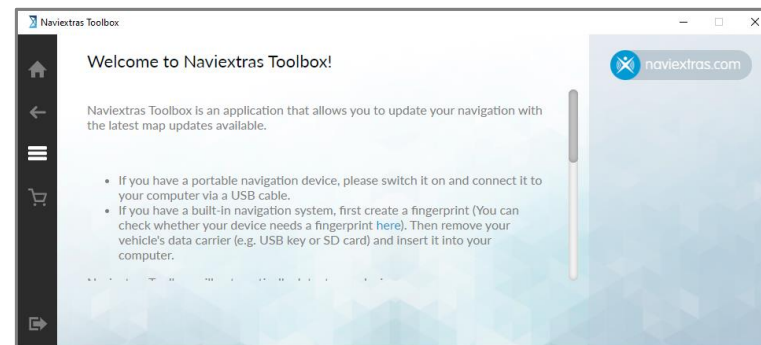 Naviextras Toolbox
Welcome to Naviextras Toolbox!
naviextras.com
Naviextras Toolbox is an application that allows you to update your navigation with
the latest map updates available.
• If you have a portable navigation device, please switch it on and connect it to
your computer via a USB cable.
• If you have a built-in navigation system, first create a fingerprint (You can
check whether your device needs a fingerprint here). Then remove your
vehicle's data carrier (e.g. USB key or SD card) and insert it into your
computer.